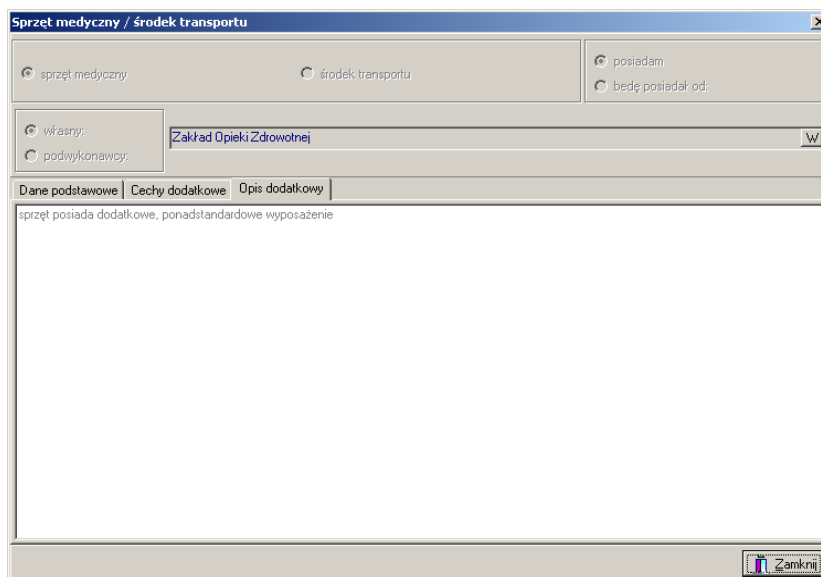 Sprzęt medyczny / środek transportu
sprzęt medyczny
środek transportu
posiadam
bedę posiadał od:
własny:
podwykonawcy:
Zakład Opieki Zdrowotnej
W
Dane podstawowe
Cechy dodatkowe
Opis dodatkowy
sprzęt posiada dodatkowe, ponadstandardowe wyposażenie
Zamknij